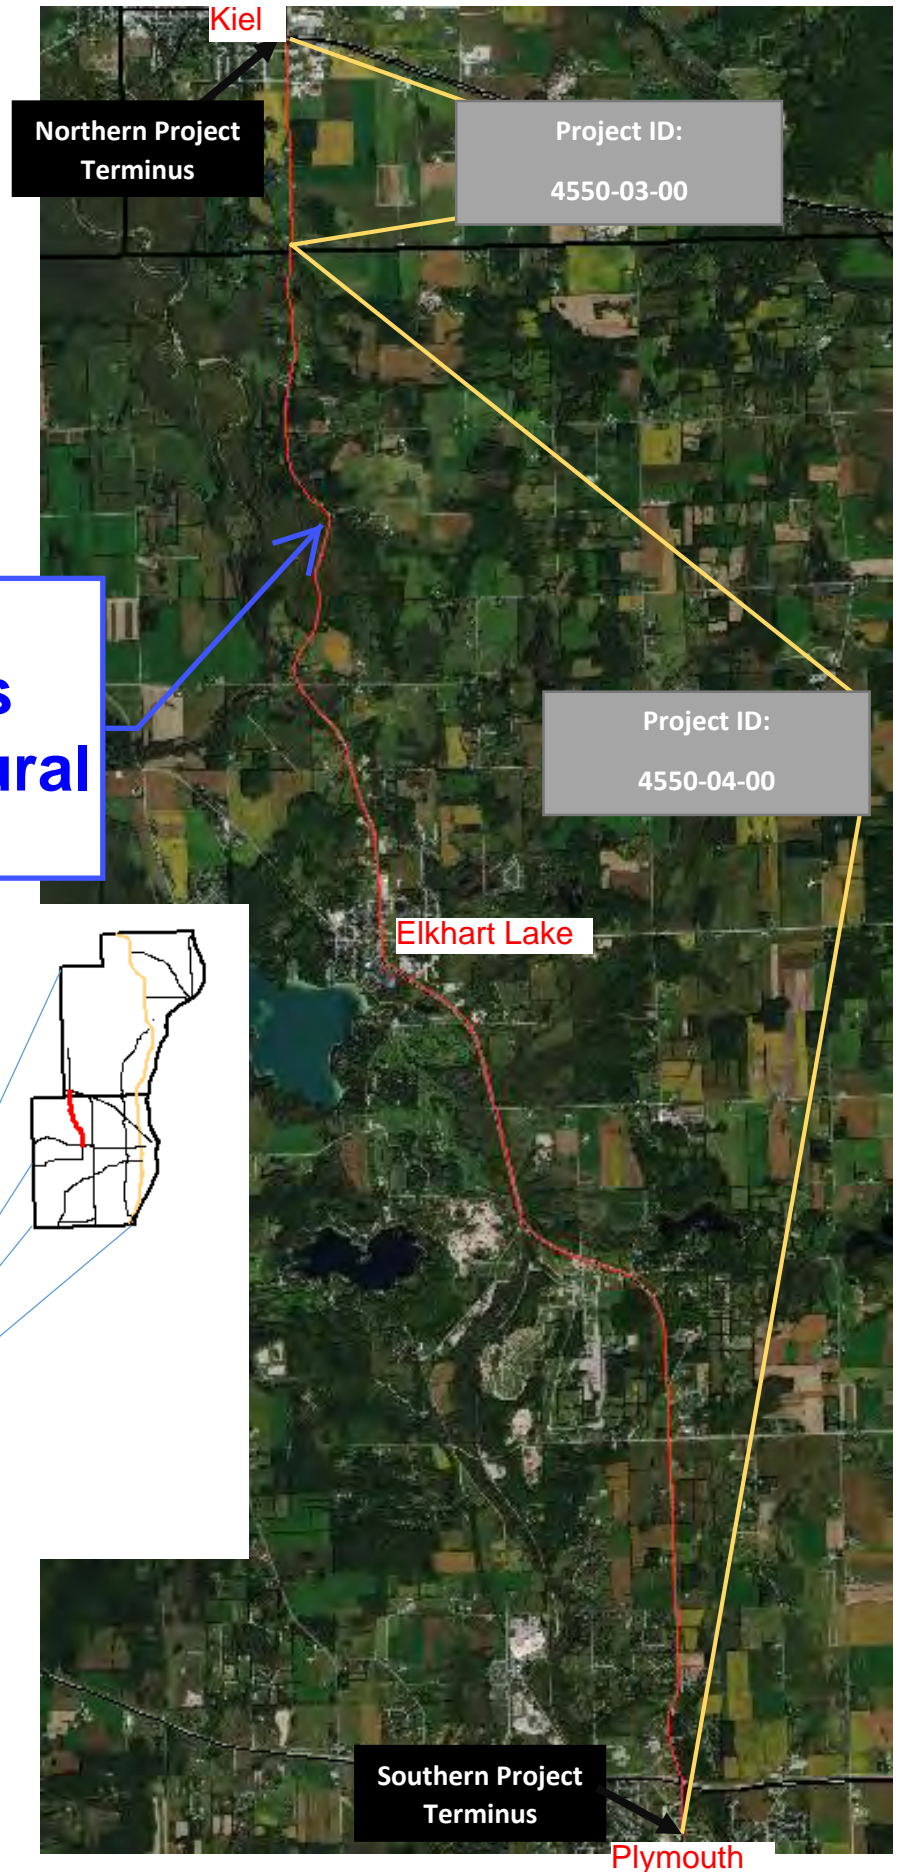 Kiel
Northern Project
Terminus
Project ID:
4550-03-00
s
ural
Project ID:
4550-04-00
Elkhart Lake
Southern Project
Terminus
Plymouth